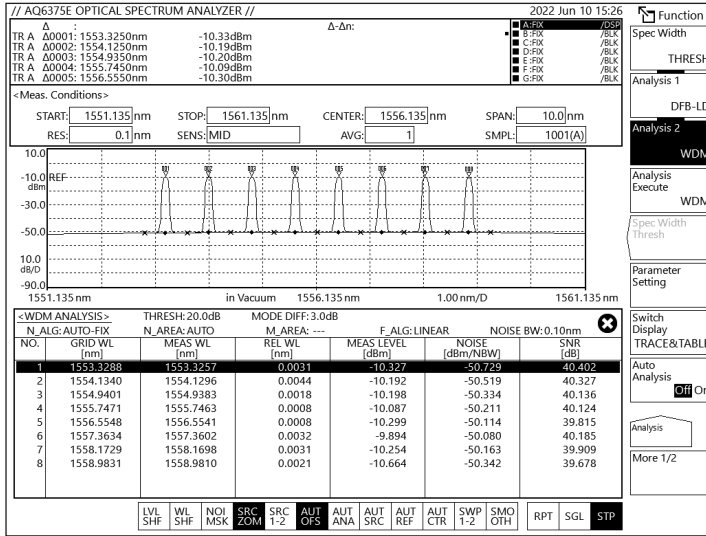 // AQ6375E OPTICAL SPECTRUM ANALYZER // 2022 Jun 10 15:26
Δ : Δ-Δn:
TR A Δ0001: 1553.3250nm -10.33dBm
TR A Δ0002: 1554.1250nm -10.19dBm
TR A Δ0003: 1554.9350nm -10.20dBm
TR A Δ0004: 1555.7450nm -10.09dBm
TR A Δ0005: 1556.5550nm -10.30dBm
A:FIX /DSP
B:FIX /BLK
C:FIX /BLK
D:FIX /BLK
E:FIX /BLK
F:FIX /BLK
G:FIX /BLK
<Meas. Conditions>
START: 1551.135 nm STOP: 1561.135 nm CENTER: 1556.135 nm SPAN: 10.0 nm
RES: 0.1 nm SENS: MID AVG: 1 SMPL: 1001(A)
10.0
001 002 003 004 005 006 007 008
-10.0 REF
dBm
-30.0
-50.0
10.0
dB/D
-90.0
1551.135 nm in Vacuum 1556.135 nm 1.00 nm/D 1561.135 nm
<WDM ANALYSIS> THRESH: 20.0dB MODE DIFF: 3.0dB
N_ALG: AUTO-FIX N_AREA: AUTO M_AREA: --- F_ALG: LINEAR NOISE BW: 0.10nm
NO. GRID WL MEAS WL REL WL MEAS LEVEL NOISE SNR
[nm] [nm] [nm] [dBm] [dBm/NBW] [dB]
1 1553.3288 1553.3257 0.0031 -10.327 -50.729 40.402
2 1554.1340 1554.1296 0.0044 -10.192 -50.519 40.327
3 1554.9401 1554.9383 0.0018 -10.198 -50.334 40.136
4 1555.7471 1555.7463 0.0008 -10.087 -50.211 40.124
5 1556.5548 1556.5541 0.0008 -10.299 -50.114 39.815
6 1557.3634 1557.3602 0.0032 -9.894 -50.080 40.185
7 1558.1729 1558.1698 0.0031 -10.254 -50.163 39.909
8 1558.9831 1558.9810 0.0021 -10.664 -50.342 39.678
LVL SHF
WL SHF
NOI MSK
SRC ZOM
SRC 1-2
AUT OFS
AUT ANA
AUT SRC
AUT REF
AUT CTR
SWP 1-2
SMO OTH
RPT
SGL
STP
Function
Spec Width
THRESH
Analysis 1
DFB-LD
Analysis 2
WDM
Analysis
Execute
WDM
Spec Width
Thresh
Parameter
Setting
Switch
Display
TRACE&TABLE
Auto
Analysis
Off On
Analysis
More 1/2